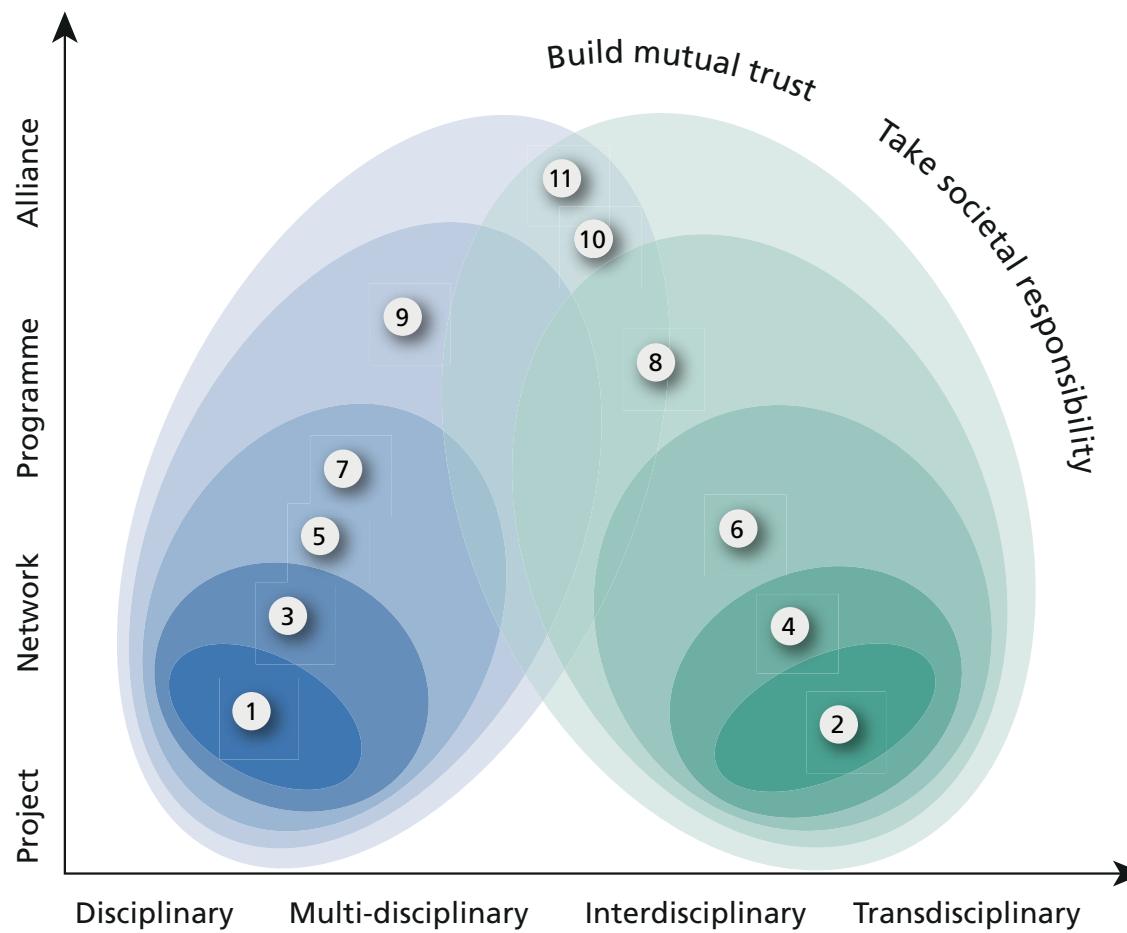 Build mutual trust
Take societal responsibility
Alliance
Programme
Network
Project
11
10
9
8
7
5
6
3
4
1
2
Disciplinary Multi-disciplinary Interdisciplinary Transdisciplinary